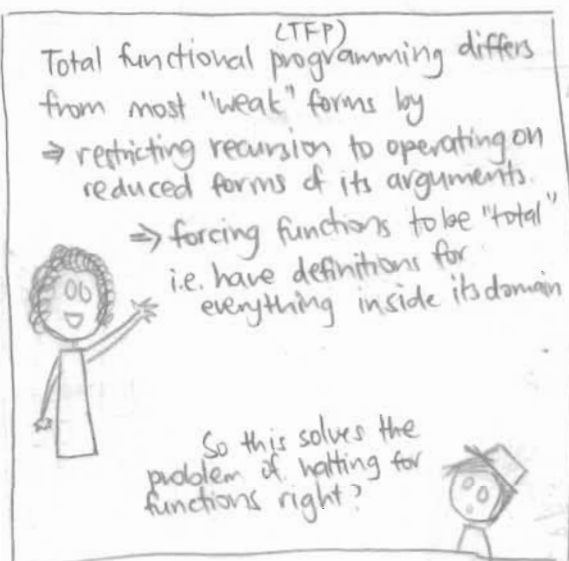 (TFP)
Total functional programming differs
from most "weak" forms by
⇒ restricting recursion to operating on
reduced forms of its arguments.
⇒ forcing functions to be "total"
i.e. have definitions for
everything inside its domain
So this solves the
problem of halting for
functions right?